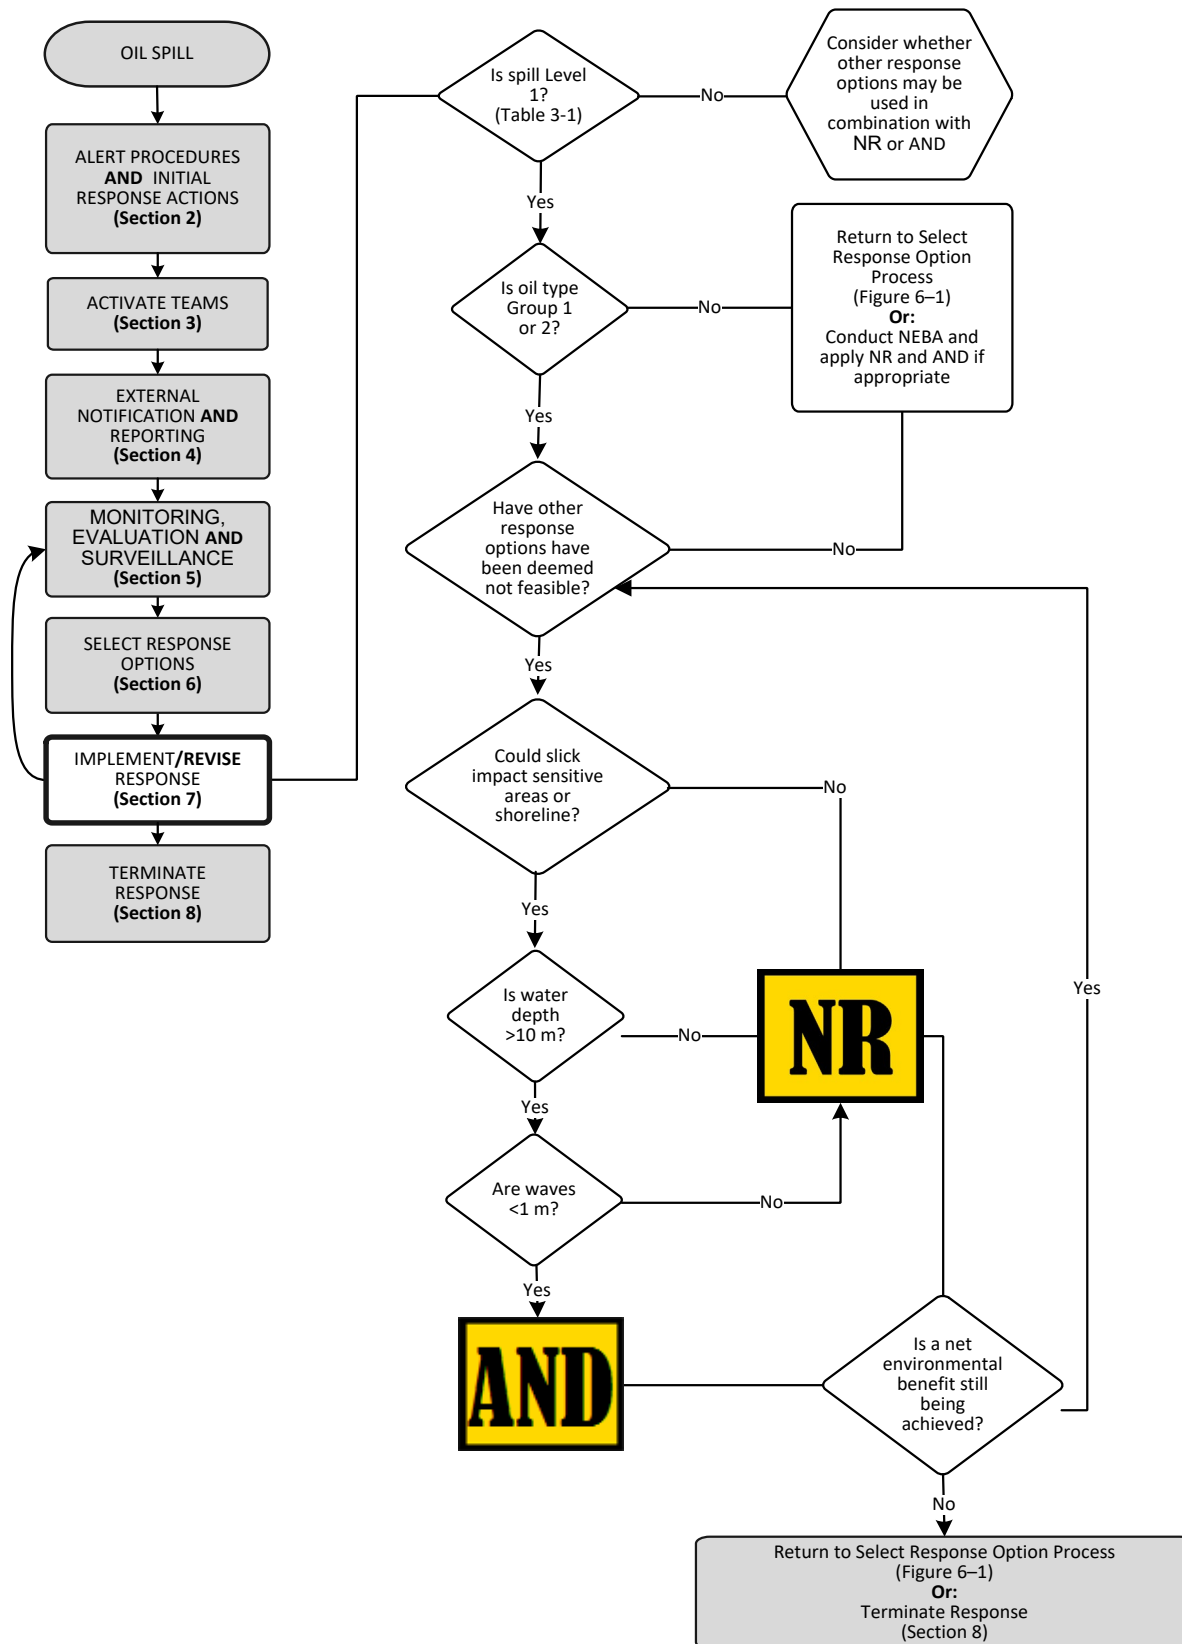 OIL SPILL
ALERT PROCEDURES
AND INITIAL
RESPONSE ACTIONS
(Section 2)
ACTIVATE TEAMS
(Section 3)
EXTERNAL
NOTIFICATION AND
REPORTING
(Section 4)
MONITORING,
EVALUATION AND
SURVEILLANCE
(Section 5)
SELECT RESPONSE
OPTIONS
(Section 6)
IMPLEMENT/REVISE
RESPONSE
(Section 7)
TERMINATE
RESPONSE
(Section 8)
Is spill Level
1?
(Table 3-1)
No
Consider whether
other response
options may be
used in
combination with
NR or AND
Yes
Is oil type
Group 1
or 2?
No
Return to Select
Response Option
Process
(Figure 6–1)
Or:
Conduct NEBA and
apply NR and AND if
appropriate
Yes
Have other
response
options have
been deemed
not feasible?
No
Yes
Could slick
impact sensitive
areas or
shoreline?
No
Yes
Is water
depth
>10 m?
No
NR
Yes
Yes
Are waves
<1 m?
No
Yes
AND
Is a net
environmental
benefit still
being
achieved?
No
Return to Select Response Option Process
(Figure 6–1)
Or:
Terminate Response
(Section 8)